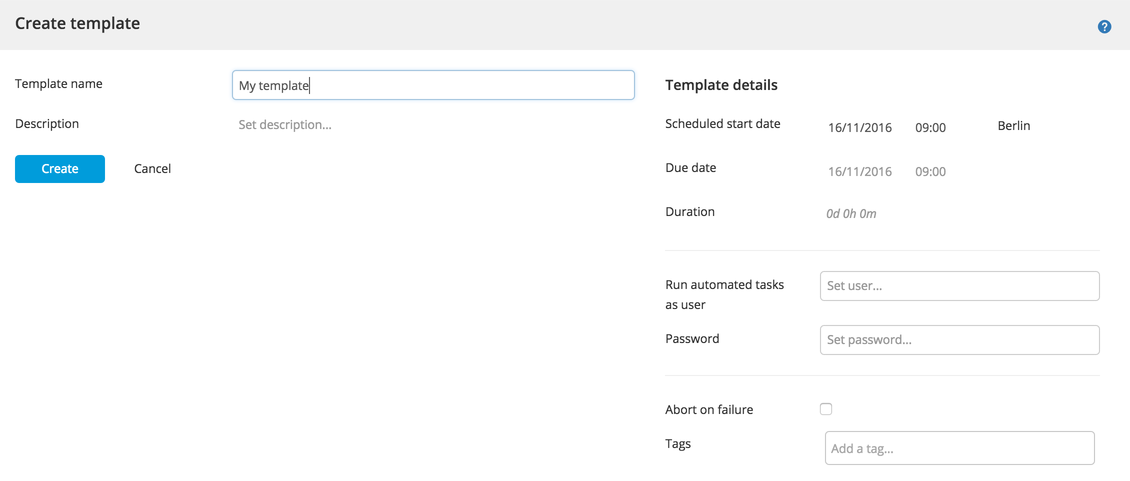 Create template
?
Template name
My template
Description
Set description...
Create
Cancel
Template details
Scheduled start date
16/11/2016 09:00 Berlin
Due date
16/11/2016 09:00
Duration
0d 0h 0m
Run automated tasks
as user
Set user...
Password
Set password...
Abort on failure
Tags
Add a tag...